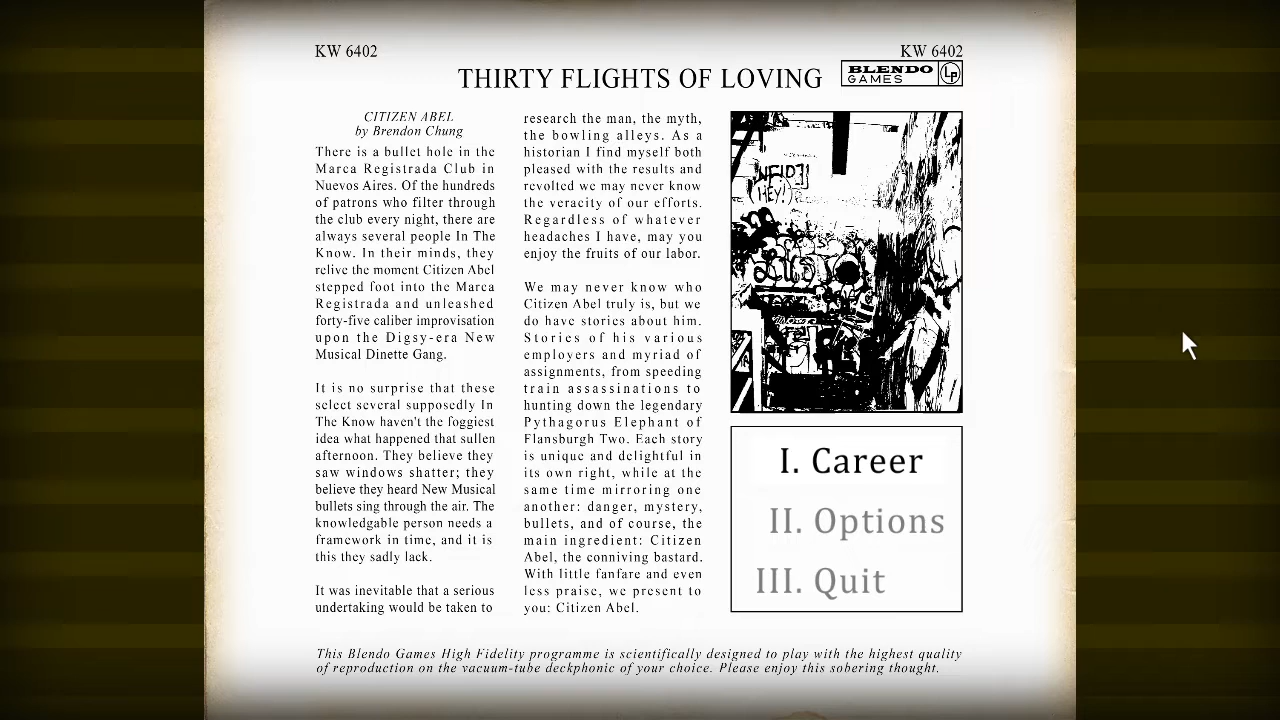 KW 6402
KW 6402
THIRTY FLIGHTS OF LOVING
BLENDO
GAMES
LP
CITIZEN ABEL
by Brendon Chung
There is a bullet hole in the
Marca Registrada Club in
Nuevos Aires. Of the hundreds
of patrons who filter through
the club every night, there are
always several people In The
Know. In their minds, they
relive the moment Citizen Abel
stepped foot into the Marca
Registrada and unleashed
forty-five caliber improvisation
upon the Digsy-era New
Musical Dinette Gang.
It is no surprise that these
select several supposedly In
The Know haven't the foggiest
idea what happened that sullen
afternoon. They believe they
saw windows shatter; they
believe they heard New Musical
bullets sing through the air. The
knowledgable person needs a
framework in time, and it is
this they sadly lack.
It was inevitable that a serious
undertaking would be taken to
research the man, the myth,
the bowling alleys. As a
historian I find myself both
pleased with the results and
revolted we may never know
the veracity of our efforts.
Regardless of whatever
headaches I have, may you
enjoy the fruits of our labor.
We may never know who
Citizen Abel truly is, but we
do have stories about him.
Stories of his various
employers and myriad of
assignments, from speeding
train assassinations to
hunting down the legendary
Pythagorus Elephant of
Flansburgh Two. Each story
is unique and delightful in
its own right, while at the
same time mirroring one
another: danger, mystery,
bullets, and of course, the
main ingredient: Citizen
Abel, the conniving bastard.
With little fanfare and even
less praise, we present to
you: Citizen Abel.
(HEY!)
I. Career
II. Options
III. Quit
This Blendo Games High Fidelity programme is scientifically designed to play with the highest quality
of reproduction on the vacuum-tube deckphonic of your choice. Please enjoy this sobering thought.